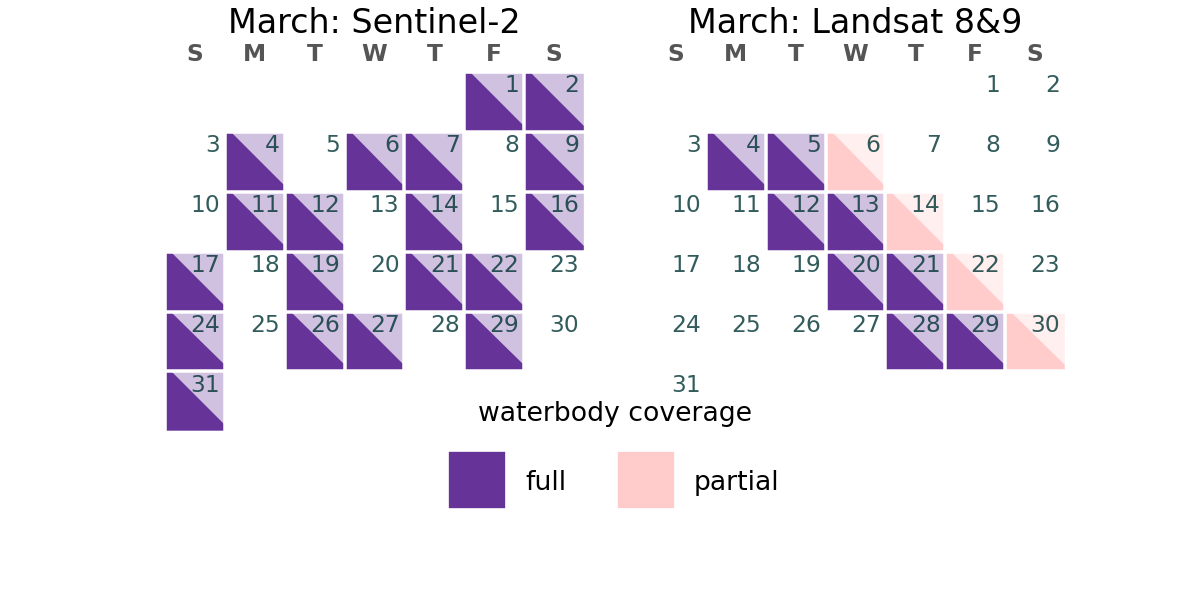 March: Sentinel-2
S M T W T F S
1 2
3 4 5 6 7 8 9
10 11 12 13 14 15 16
17 18 19 20 21 22 23
24 25 26 27 28 29 30
31
March: Landsat 8&9
S M T W T F S
1 2
3 4 5 6 7 8 9
10 11 12 13 14 15 16
17 18 19 20 21 22 23
24 25 26 27 28 29 30
31
waterbody coverage
full partial